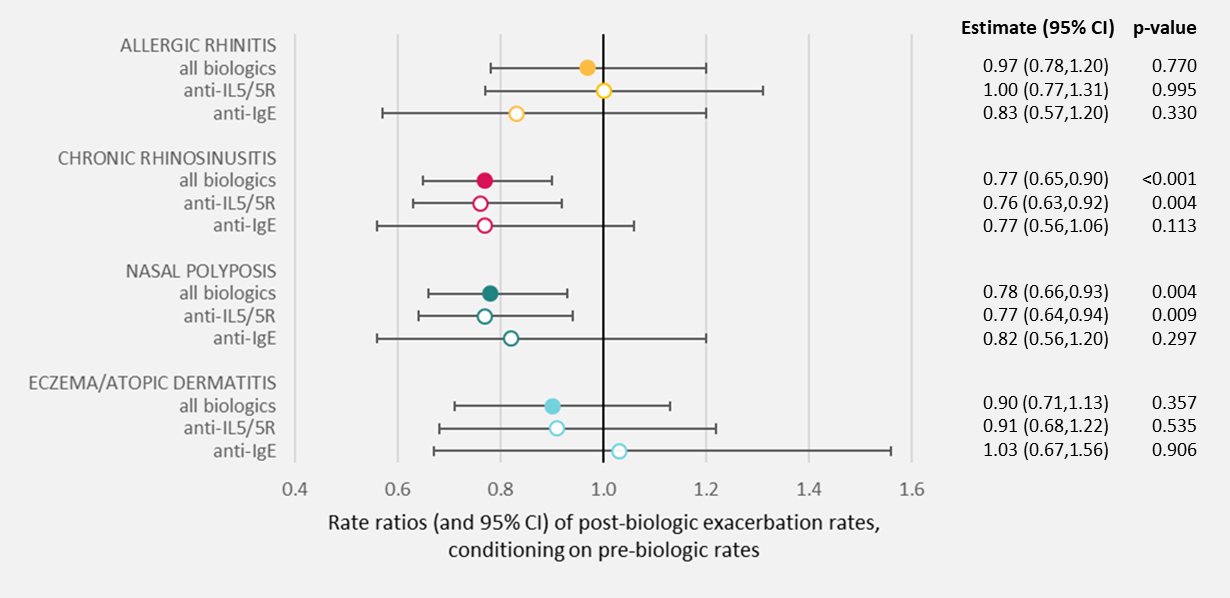 Estimate (95% CI) p-value
ALLERGIC RHINITIS
all biologics 0.97 (0.78,1.20) 0.770
anti-IL5/5R 1.00 (0.77,1.31) 0.995
anti-IgE 0.83 (0.57,1.20) 0.330
CHRONIC RHINOSINUSITIS
all biologics 0.77 (0.65,0.90) <0.001
anti-IL5/5R 0.76 (0.63,0.92) 0.004
anti-IgE 0.77 (0.56,1.06) 0.113
NASAL POLYPOSIS
all biologics 0.78 (0.66,0.93) 0.004
anti-IL5/5R 0.77 (0.64,0.94) 0.009
anti-IgE 0.82 (0.56,1.20) 0.297
ECZEMA/ATOPIC DERMATITIS
all biologics 0.90 (0.71,1.13) 0.357
anti-IL5/5R 0.91 (0.68,1.22) 0.535
anti-IgE 1.03 (0.67,1.56) 0.906
0.4 0.6 0.8 1.0 1.2 1.4 1.6
Rate ratios (and 95% CI) of post-biologic exacerbation rates,
conditioning on pre-biologic rates